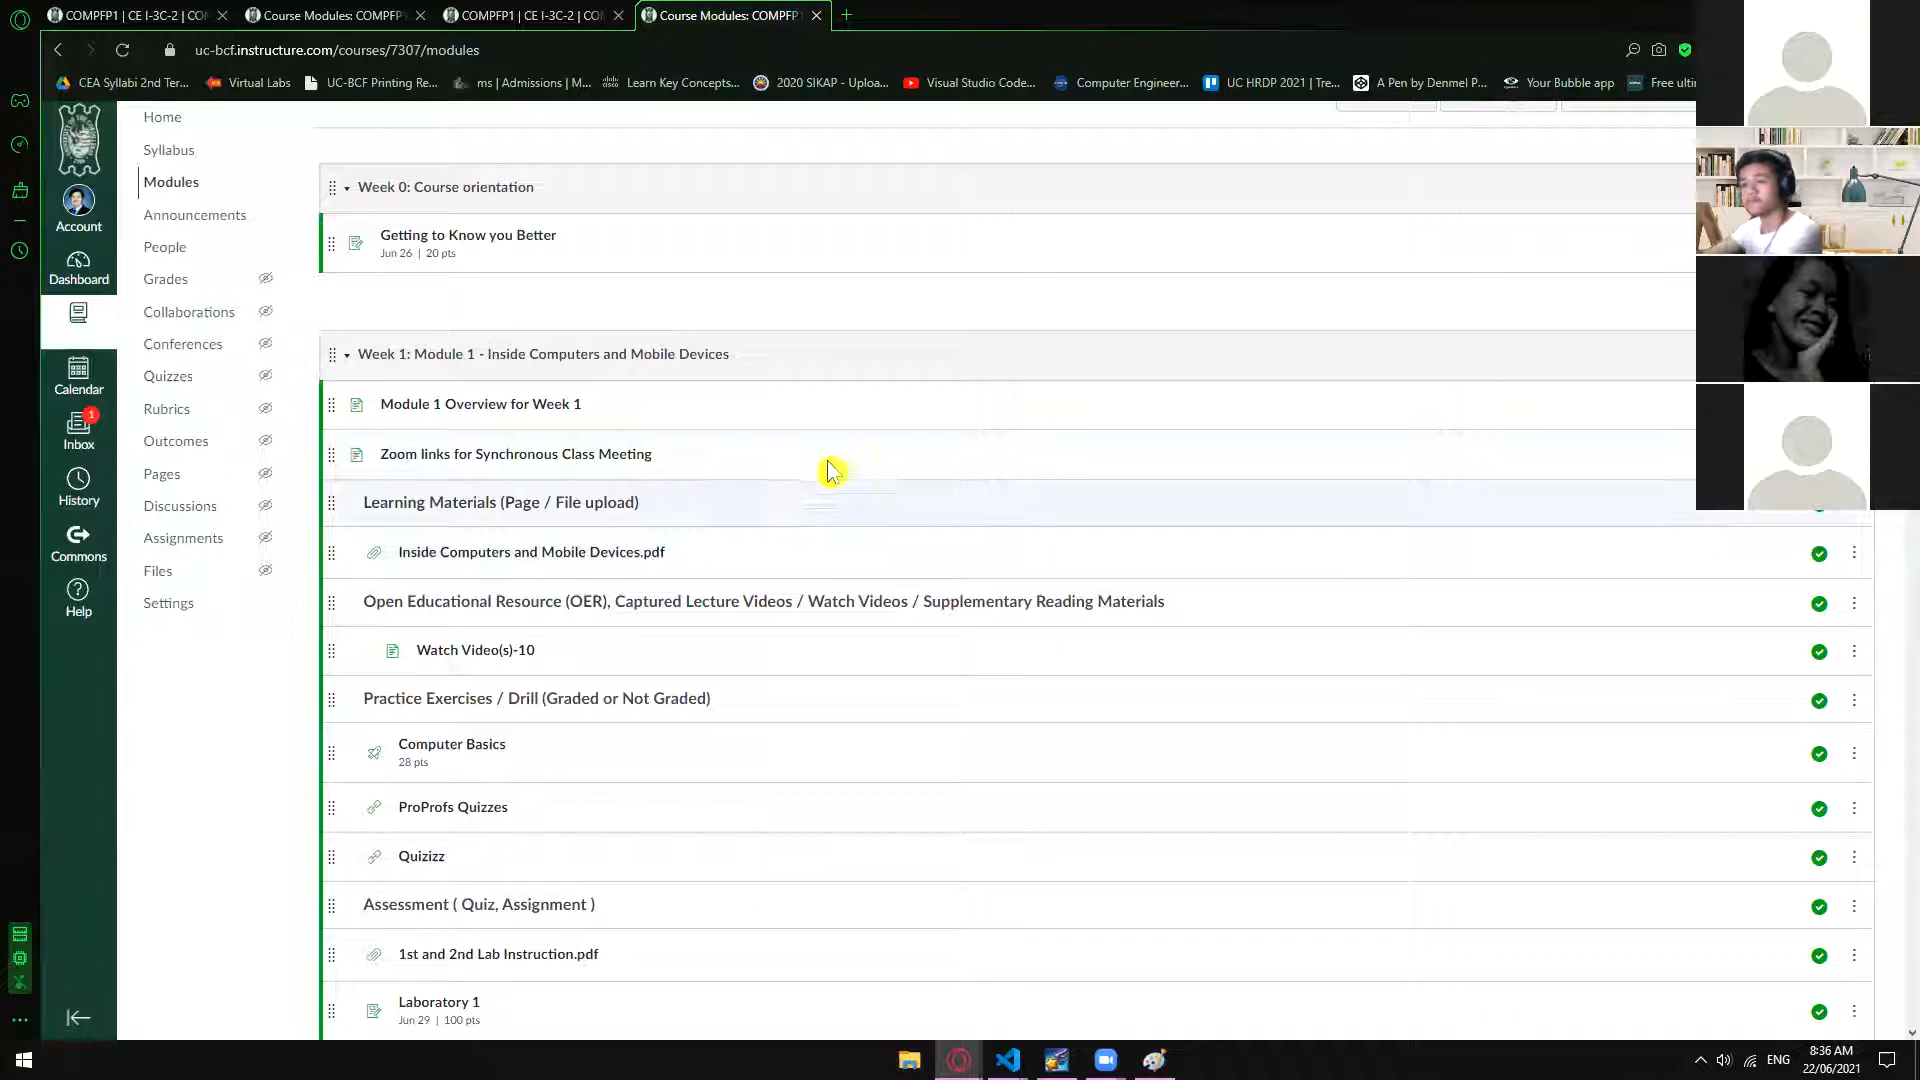 COMPFP1 | CE I-3C-2 | CO
Course Modules: COMPFP
COMPFP1 | CE I-3C-2 | CO
Course Modules: COMPFP
uc-bcf.instructure.com/courses/7307/modules
CEA Syllabi 2nd Ter...
Virtual Labs
UC-BCF Printing Re...
ms | Admissions | M...
Learn Key Concepts...
2020 SIKAP - Uploa...
Visual Studio Code...
Computer Engineer...
UC HRDP 2021 | Tre...
A Pen by Denmel P...
Your Bubble app
Free ulti
Account
Dashboard
Calendar
1
Inbox
History
Commons
Help
Home
Syllabus
Modules
Announcements
People
Grades
Collaborations
Conferences
Quizzes
Rubrics
Outcomes
Pages
Discussions
Assignments
Files
Settings
Week 0: Course orientation
Getting to Know you Better
Jun 26 | 20 pts
Week 1: Module 1 - Inside Computers and Mobile Devices
Module 1 Overview for Week 1
Zoom links for Synchronous Class Meeting
Learning Materials (Page / File upload)
Inside Computers and Mobile Devices.pdf
Open Educational Resource (OER), Captured Lecture Videos / Watch Videos / Supplementary Reading Materials
Watch Video(s)-10
Practice Exercises / Drill (Graded or Not Graded)
Computer Basics
28 pts
ProProfs Quizzes
Quizizz
Assessment ( Quiz, Assignment )
1st and 2nd Lab Instruction.pdf
Laboratory 1
Jun 29 | 100 pts
ENG
8:36 AM
22/06/2021